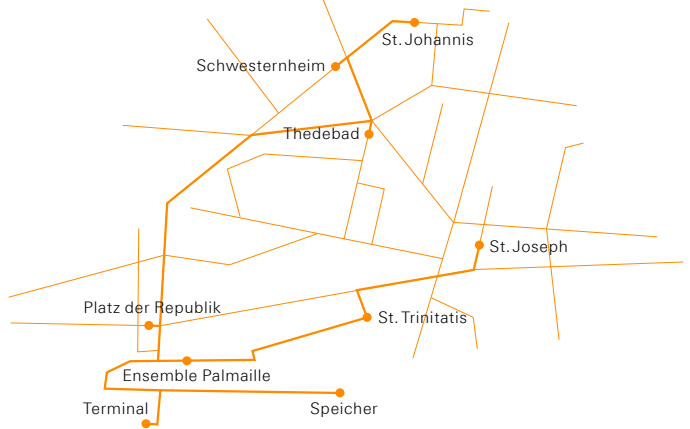 St. Johannis
Schwesternheim
Thedebad
St. Joseph
Platz der Republik
St. Trinitatis
Ensemble Palmaille
Terminal
Speicher